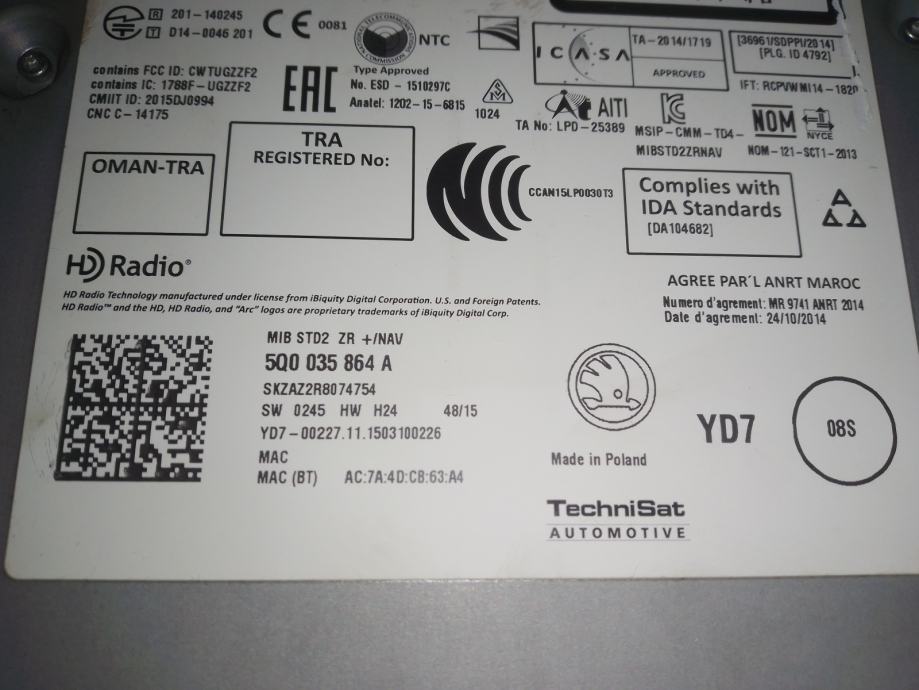 R 201-140245
T D14-0046 201
CE 0081
NTC
Type Approved
contains FCC ID: CWTUGZZF2
contains IC: 1788F-UGZZF2
CMIIT ID: 2015DJ0994
CNC C-14175
EAC
No. ESD - 1510297C
Anatel: 1202-15-6815
1024
ICASA
TA-2014/1719
APPROVED
[36961/SDPPI/2014]
[PLG. ID 4792]
IFT: RCPVWMI14-182
AITI
TA No: LPD-25389
MSIP-CMM-TD4-
MIBSTD2ZRNAV
NOM
NYCE
NOM-121-SCT1-2013
OMAN-TRA
TRA
REGISTERED No:
CCAN15LP0030T3
Complies with
IDA Standards
[DA104682]
HD Radio®
HD Radio Technology manufactured under license from iBiquity Digital Corporation. U.S. and Foreign Patents.
HD Radio™ and the HD, HD Radio, and “Arc” logos are proprietary trademarks of iBiquity Digital Corp.
AGREE PAR´L ANRT MAROC
Numero d'agrement: MR 9741 ANRT 2014
Date d'agrement: 24/10/2014
MIB STD2 ZR +/NAV
5Q0 035 864 A
SKZAZ2R8074754
SW 0245 HW H24 48/15
YD7-00227.11.1503100226
MAC
MAC (BT) AC:7A:4D:CB:63:A4
Made in Poland
YD7
08S
TechniSat
AUTOMOTIVE